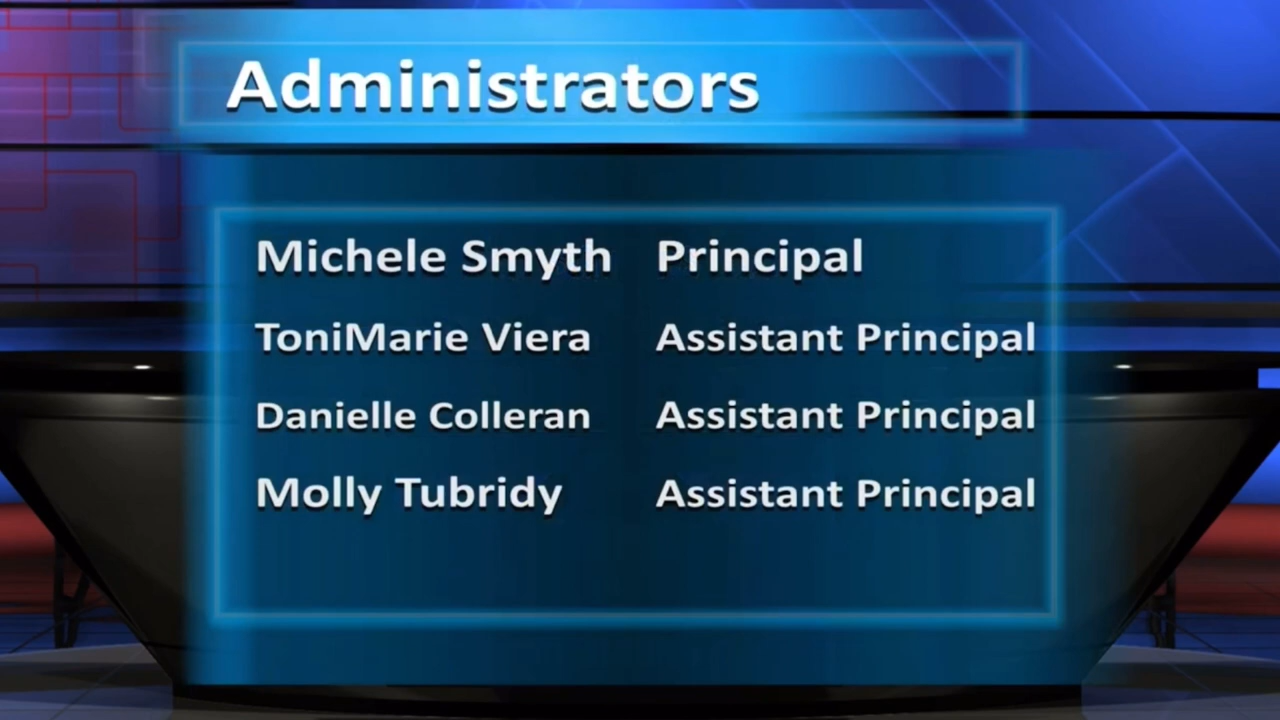 Administrators
Michele Smyth Principal
ToniMarie Viera Assistant Principal
Danielle Colleran Assistant Principal
Molly Tubridy Assistant Principal